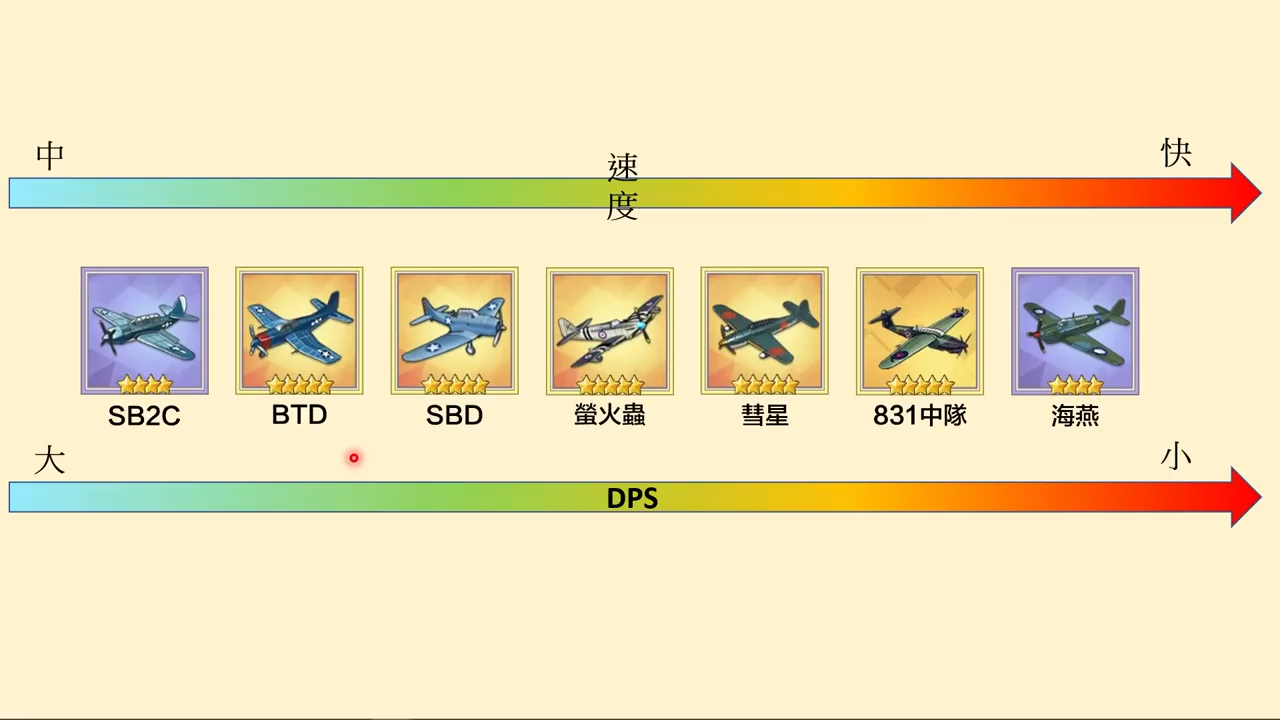 中
快
速
度
SB2C
BTD
SBD
螢火蟲
彗星
831中隊
海燕
大
小
DPS